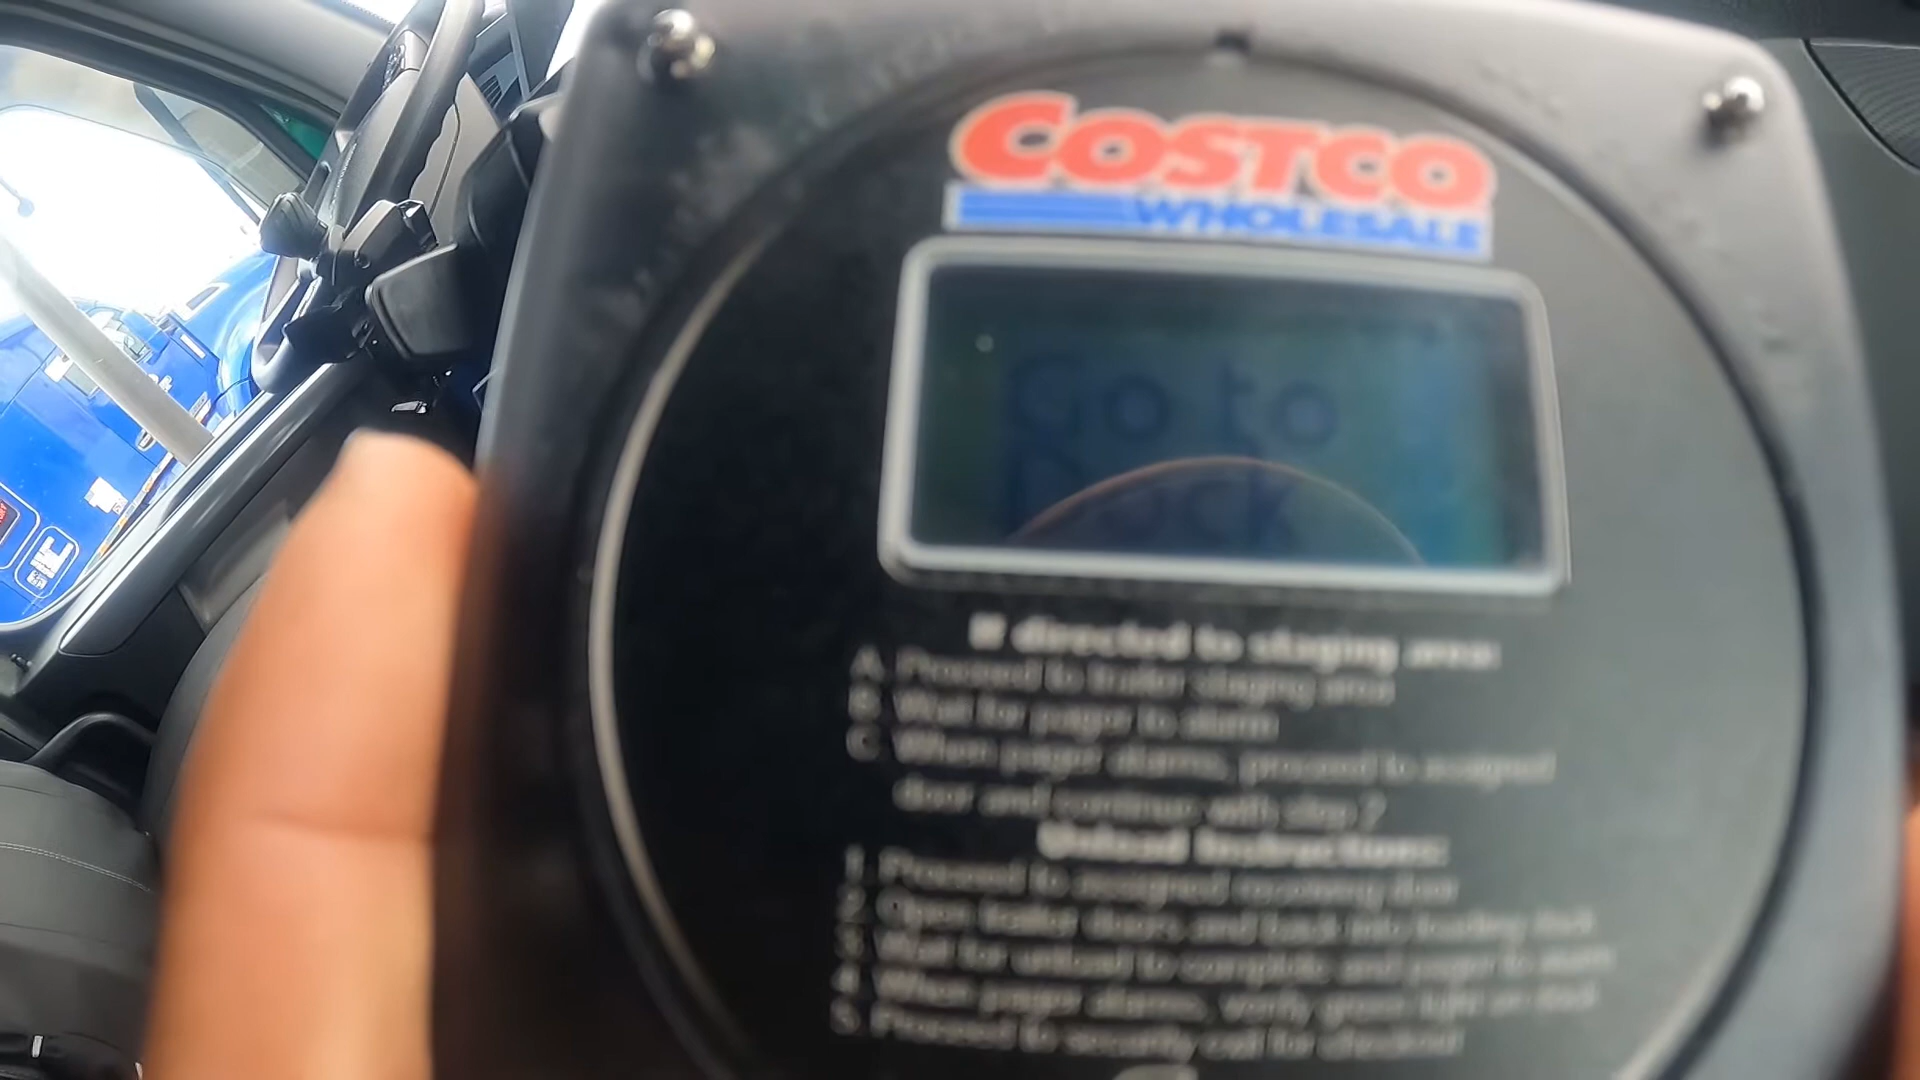 COSTCO
WHOLESALE
Go to
Dock
If directed to staging area:
A. Proceed to trailer staging area
B. Wait for pager to alarm
C. When pager alarms, proceed to assigned
door and continue with step 2
Unload Instructions:
1. Proceed to assigned receiving door
2. Open trailer doors and back into loading dock
3. Wait for unload to complete and pager to alarm
4. When pager alarms, verify green light on dock
5. Proceed to security for checkout